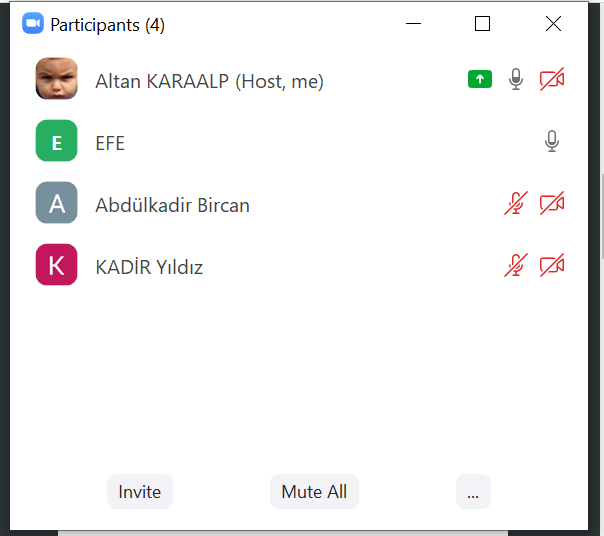 Participants (4)
Altan KARAALP (Host, me)
E EFE
A Abdülkadir Bircan
K KADİR Yıldız
Invite Mute All ...